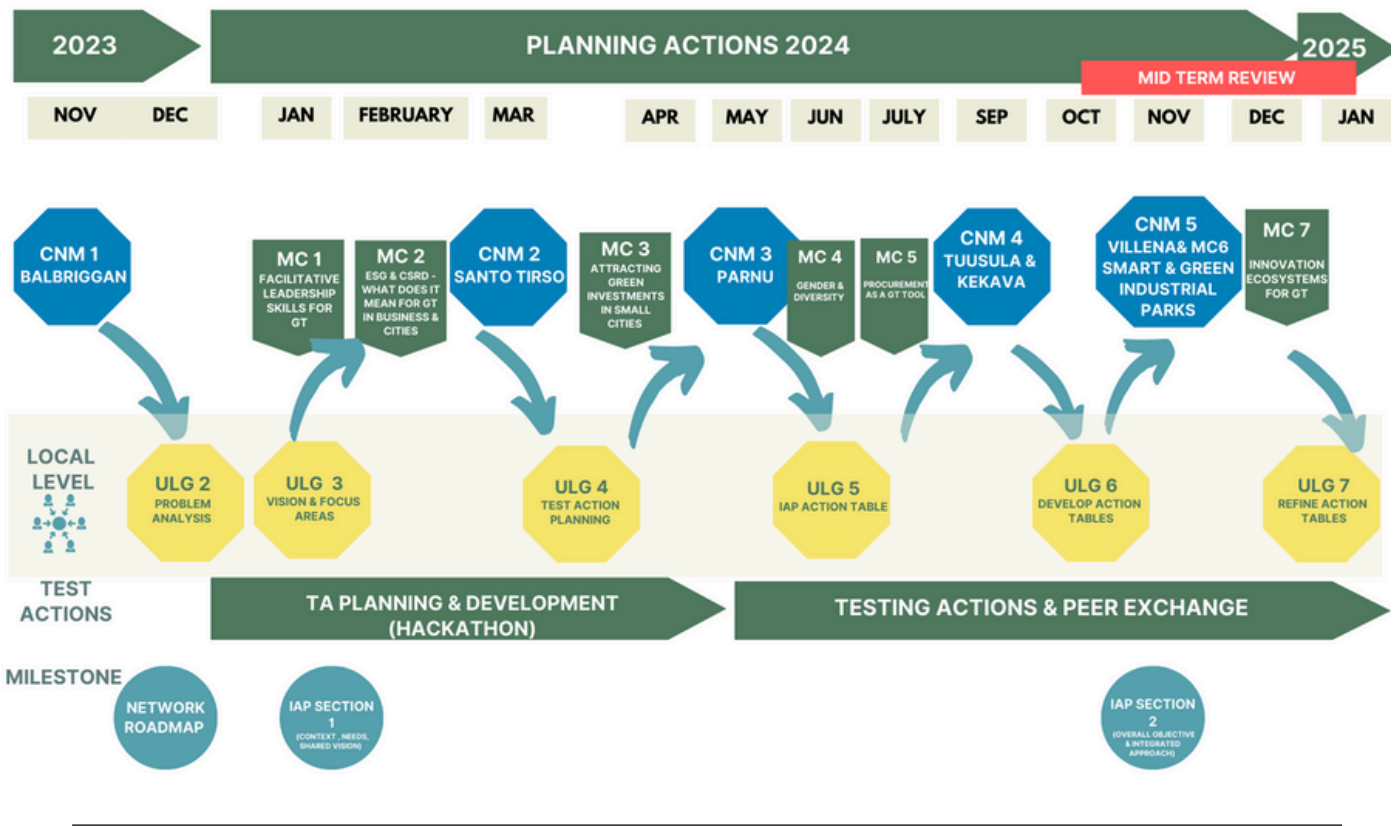 2023
PLANNING ACTIONS 2024
2025
MID TERM REVIEW
NOV
DEC
JAN
FEBRUARY
MAR
APR
MAY
JUN
JULY
SEP
OCT
NOV
DEC
JAN
CNM 1
BALBRIGGAN
MC 1
FACILITATIVE
LEADERSHIP
SKILLS FOR
GT
MC 2
ESG & CSRD -
WHAT DOES IT
MEAN FOR GT
IN BUSINESS &
CITIES
CNM 2
SANTO TIRSO
MC 3
ATTRACTING
GREEN
INVESTMENTS
IN SMALL
CITIES
CNM 3
PARNU
MC 4
GENDER &
DIVERSITY
MC 5
PROCUREMENT
AS A GT TOOL
CNM 4
TUUSULA &
KEKAVA
CNM 5
VILLENA& MC6
SMART & GREEN
INDUSTRIAL
PARKS
MC 7
INNOVATION
ECOSYSTEMS
FOR GT
LOCAL
LEVEL
ULG 2
PROBLEM
ANALYSIS
ULG 3
VISION & FOCUS
AREAS
ULG 4
TEST ACTION
PLANNING
ULG 5
IAP ACTION TABLE
ULG 6
DEVELOP ACTION
TABLES
ULG 7
REFINE ACTION
TABLES
TEST
ACTIONS
TA PLANNING & DEVELOPMENT
(HACKATHON)
TESTING ACTIONS & PEER EXCHANGE
MILESTONE
NETWORK
ROADMAP
IAP SECTION
1
(CONTEXT , NEEDS,
SHARED VISION)
IAP SECTION
2
(OVERALL OBJECTIVE
& INTEGRATED
APPROACH)